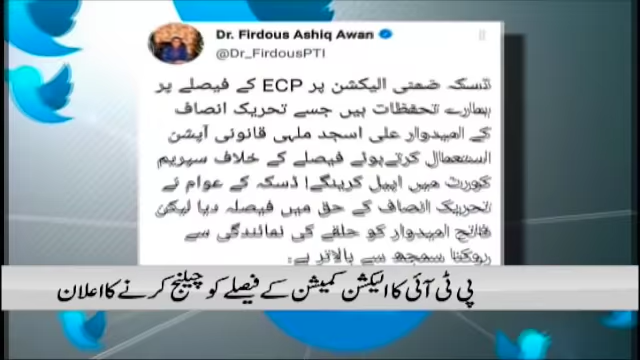 Dr. Firdous Ashiq Awan
@Dr_FirdousPTI
ڈسکہ ضمنی الیکشن پر ECP کے فیصلے پر
ہمارے تحفظات ہیں جسے تحریک انصاف
کے امیدوار علی اسجد ملہی قانونی آپشن
استعمال کرتےہوئے فیصلے کے خلاف سپریم
کورٹ میں اپیل کرینگے! ڈسکہ کے عوام نے
تحریک انصاف کے حق میں فیصلہ دیا لیکن
فاتح امیدوار کو حلقے کی نمائندگی سے
روکنا سمجھ سے بالاتر ہے۔
پی ٹی آئی کا الیکشن کمیشن کے فیصلے کو چیلنج کرنے کا اعلان